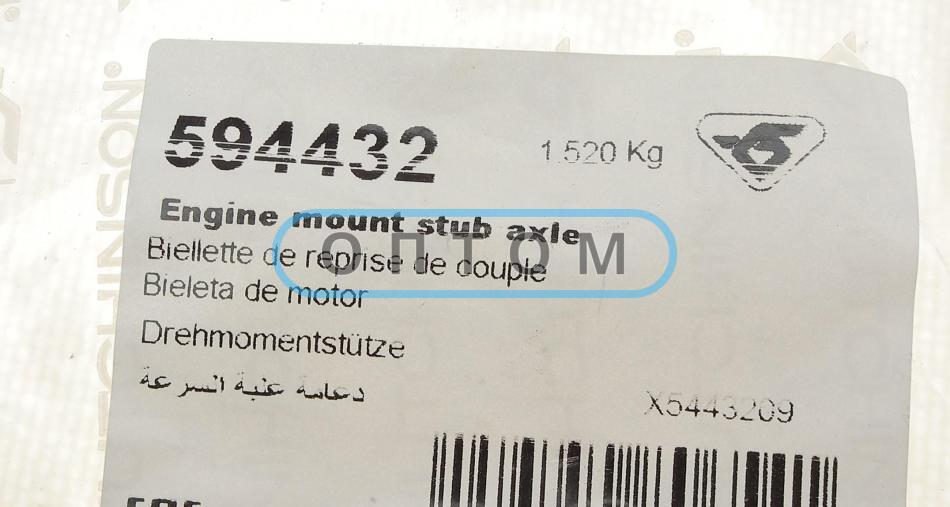 594432
1.520 Kg
Engine mount stub axle
Biellette de reprise de couple
ОПТОМ
Bieleta de motor
Drehmomentstütze
دعامة عتبة السرعة
X5443209